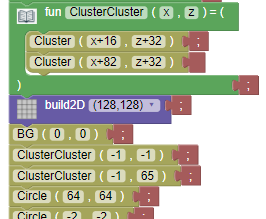 fun ClusterCluster ( x , z ) = (
Cluster ( x+16 , z+32 ) ;
Cluster ( x+82 , z+32 ) ;
) ;
build2D (128,128) ▾ ;
BG ( 0 , 0 ) ;
ClusterCluster ( -1 , -1 ) ;
ClusterCluster ( -1 , 65 ) ;
Circle ( 64 , 64 ) ;
Circle ( -2 , -2 ) ;